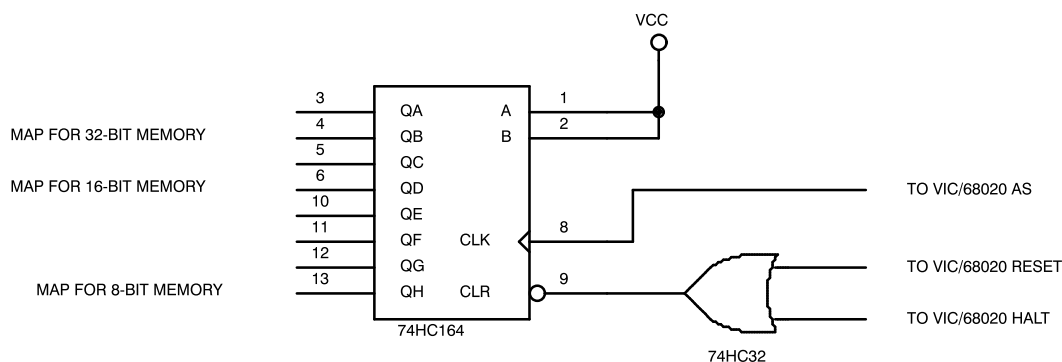 VCC
3 QA A 1
MAP FOR 32-BIT MEMORY 4 QB B 2
5 QC
MAP FOR 16-BIT MEMORY 6 QD TO VIC/68020 AS
10 QE
11 QF CLK 8
12 QG TO VIC/68020 RESET
MAP FOR 8-BIT MEMORY 13 QH CLR 9
TO VIC/68020 HALT
74HC164
74HC32